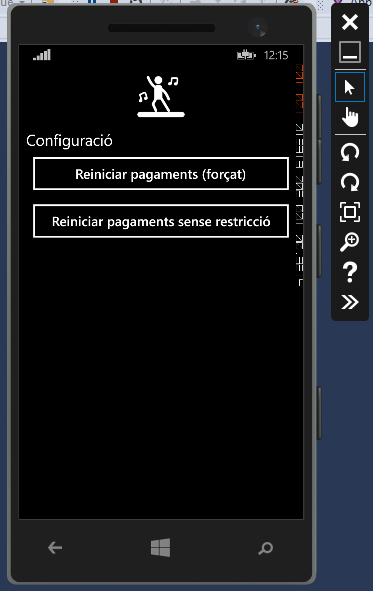 12:15
Configuració
Reiniciar pagaments (forçat)
Reiniciar pagaments sense restricció
?